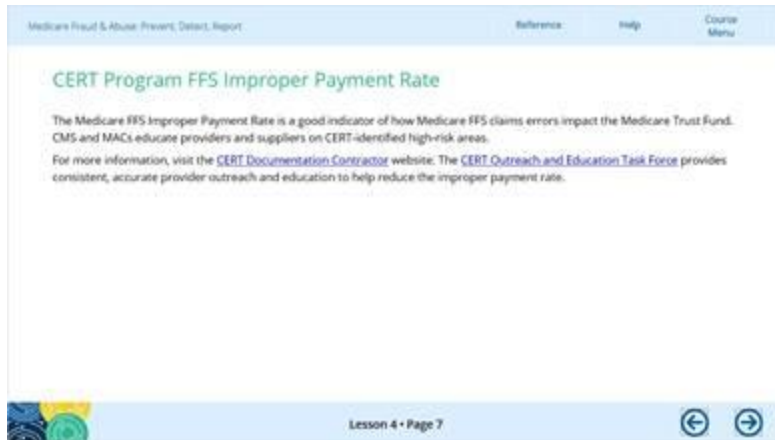 Medicare Fraud & Abuse: Prevent, Detect, Report
Reference
Help
Course
Menu
CERT Program FFS Improper Payment Rate
The Medicare FFS Improper Payment Rate is a good indicator of how Medicare FFS claims errors impact the Medicare Trust Fund.
CMS and MACs educate providers and suppliers on CERT-identified high-risk areas.
For more information, visit the CERT Documentation Contractor website. The CERT Outreach and Education Task Force provides
consistent, accurate provider outreach and education to help reduce the improper payment rate.
Lesson 4 • Page 7